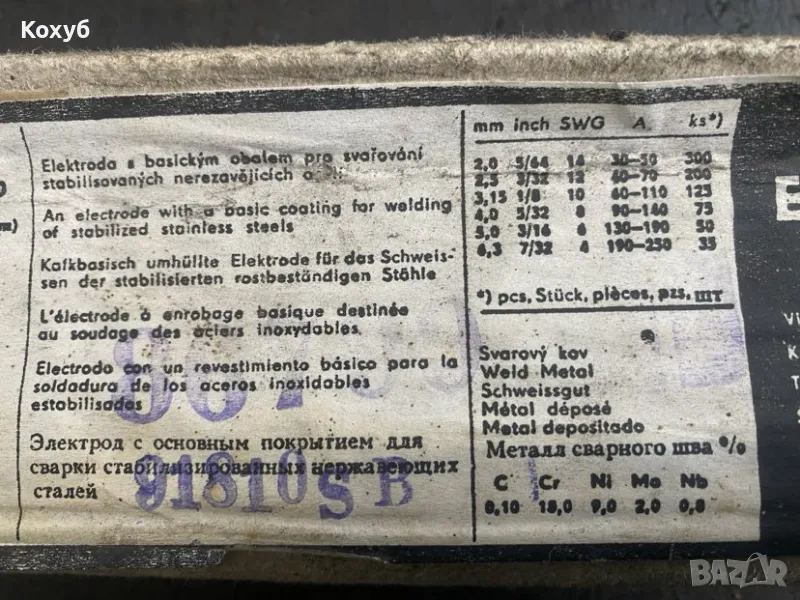 Коху6
Elektroda s basickým obalem pro svařování
stabilisovaných nerezavějících
An electrode with a basic coating for welding
of stabilized stainless steels
Kalkbasisch umhüllte Elektrode für das Schweis-
sen der stabilisierten rostbeständigen Stähle
L'électrode à enrobage basique destinée
au soudage des aciers inoxydables.
Electrodo con un revestimiento básico para la
soldadura de los aceros inoxidables
estabilisados
Электрод с основным покрытием для
сварки стабилизированных нержавеющих
сталей
91810 S B
mm inch SWG A ks*)
2,0 5/64 14 30-50 300
2,5 3/32 12 40-70 200
3,15 1/8 10 60-110 125
4,0 5/32 8 90-140 75
5,0 3/16 6 130-190 50
6,3 7/32 4 190-250 35
*) pcs, Stück, pièces, pzs, шт
Svarový kov
Weld Metal
Schweissgut
Métal déposé
Metal depositado
Металл сварного шва %
C Cr Ni Mo Nb
0,10 18,0 9,0 2,0 0,8
BAZAR